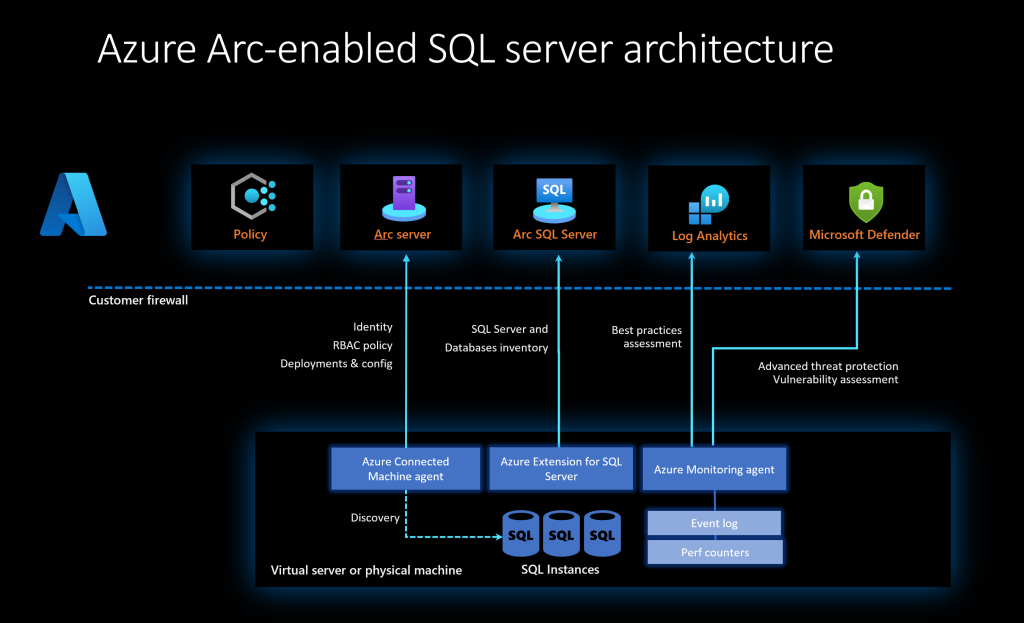 Azure Arc-enabled SQL server architecture
SQL
Policy
Arc server
Arc SQL Server
Log Analytics
Microsoft Defender
Customer firewall
Identity
RBAC policy
Deployments & config
SQL Server and
Databases inventory
Best practices
assessment
Advanced threat protection
Vulnerability assessment
Azure Connected
Machine agent
Azure Extension for SQL
Server
Azure Monitoring agent
Discovery
SQL
SQL
SQL
Event log
Perf counters
Virtual server or physical machine
SQL Instances